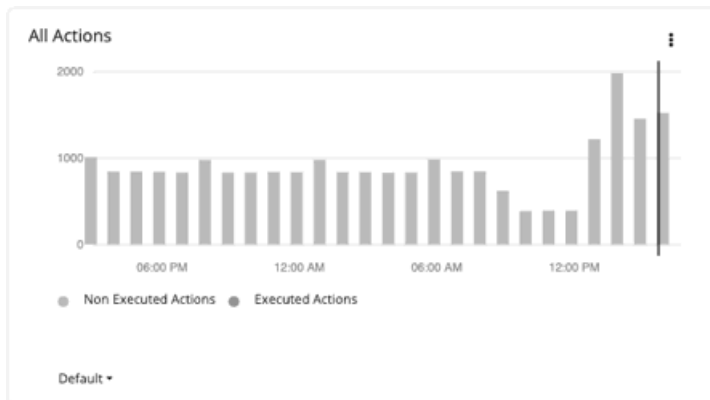 All Actions
2000
1000
0
06:00 PM 12:00 AM 06:00 AM 12:00 PM
Non Executed Actions Executed Actions
Default